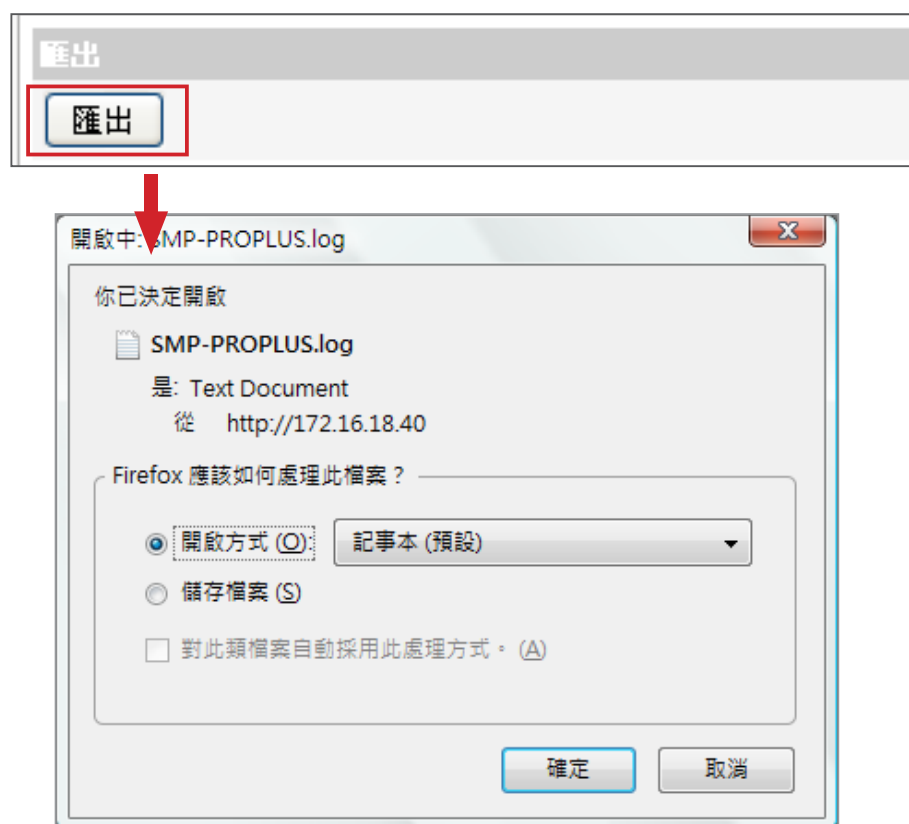 匯出
匯出
開啟中: SMP-PROPLUS.log
你已決定開啟
SMP-PROPLUS.log
是: Text Document
從 http://172.16.18.40
Firefox 應該如何處理此檔案？
開啟方式 (O): 記事本 (預設)
儲存檔案 (S)
對此類檔案自動採用此處理方式。 (A)
確定 取消